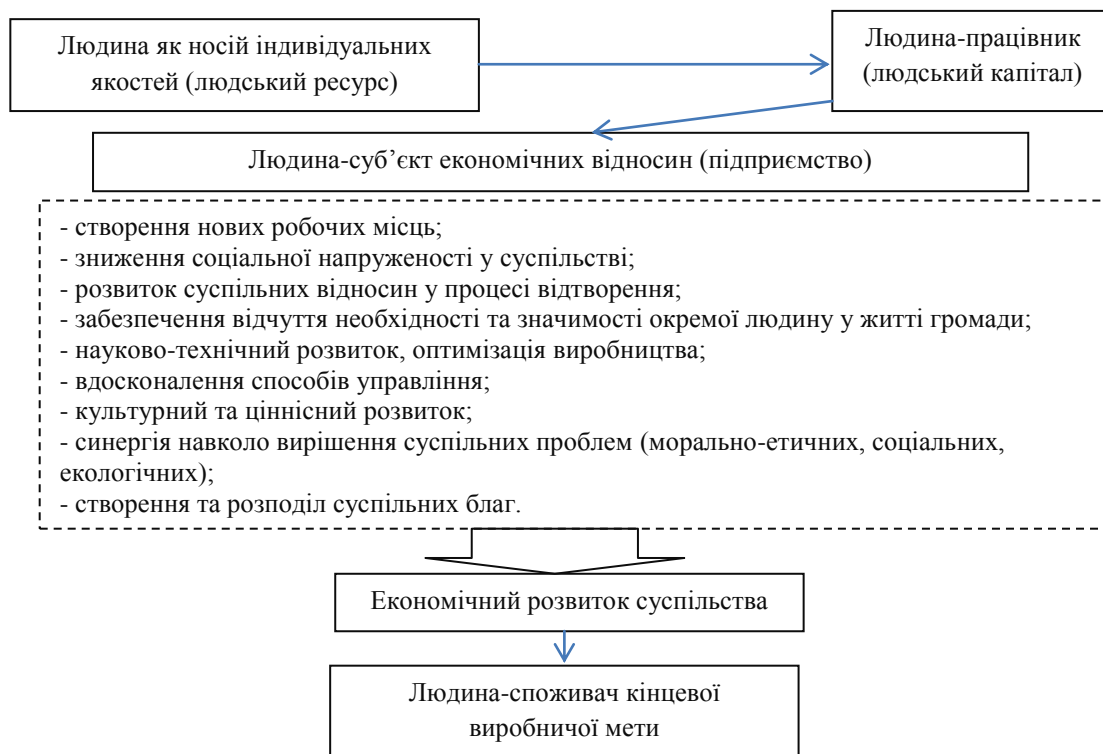 Людина як носій індивідуальних
якостей (людський ресурс)
Людина-працівник
(людський капітал)
Людина-суб’єкт економічних відносин (підприємство)
- створення нових робочих місць;
- зниження соціальної напруженості у суспільстві;
- розвиток суспільних відносин у процесі відтворення;
- забезпечення відчуття необхідності та значимості окремої людину у житті громади;
- науково-технічний розвиток, оптимізація виробництва;
- вдосконалення способів управління;
- культурний та ціннісний розвиток;
- синергія навколо вирішення суспільних проблем (морально-етичних, соціальних,
екологічних);
- створення та розподіл суспільних благ.
Економічний розвиток суспільства
Людина-споживач кінцевої
виробничої мети